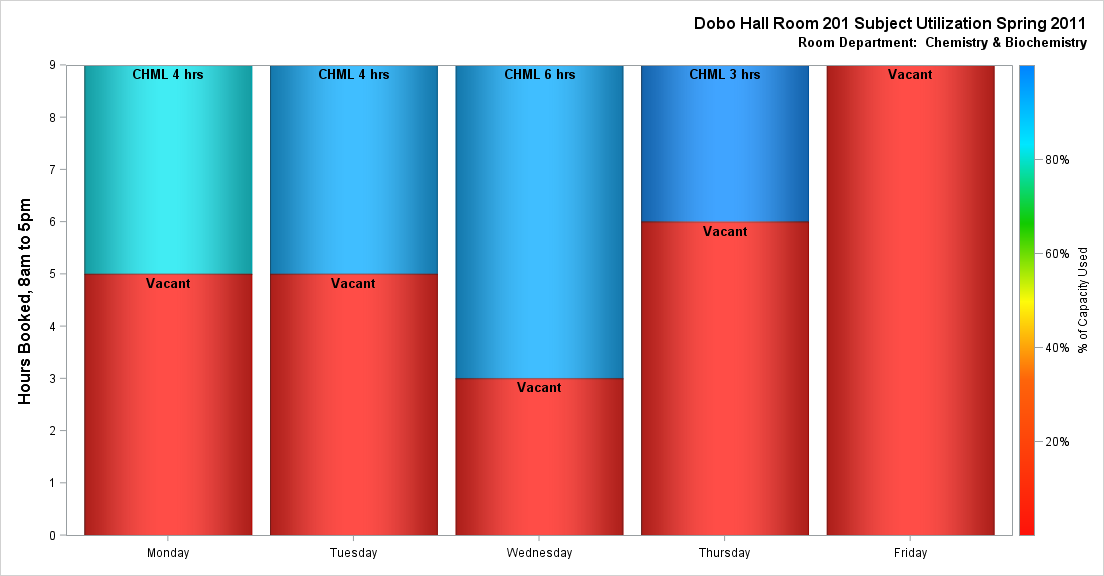 Dobo Hall Room 201 Subject Utilization Spring 2011
Room Department:  Chemistry & Biochemistry
Hours Booked, 8am to 5pm
9
8
7
6
5
4
3
2
1
0
CHML 4 hrs
Vacant
CHML 4 hrs
Vacant
CHML 6 hrs
Vacant
CHML 3 hrs
Vacant
Vacant
Monday
Tuesday
Wednesday
Thursday
Friday
80%
60%
40%
20%
% of Capacity Used